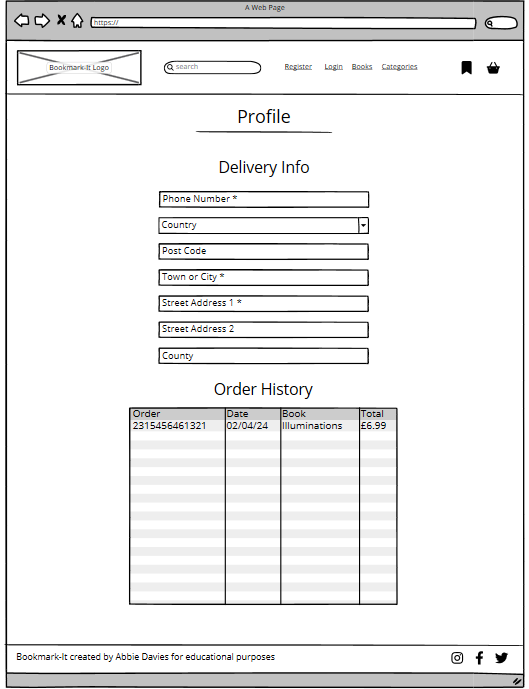 A Web Page
https://
Bookmark-It Logo
search
Register Login Books Categories
Profile
Delivery Info
Phone Number *
Country
Post Code
Town or City *
Street Address 1 *
Street Address 2
County
Order History
Order Date Book Total
2315456461321 02/04/24 Illuminations £6.99
Bookmark-It created by Abbie Davies for educational purposes